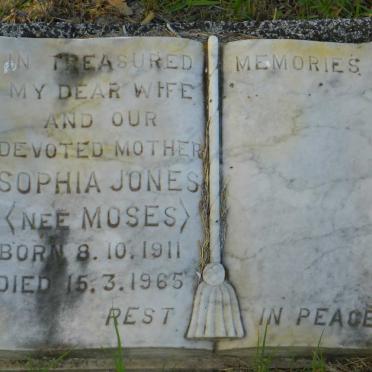 IN TREASURED MEMORIES
MY DEAR WIFE
AND OUR
DEVOTED MOTHER
SOPHIA JONES
<NEE MOSES>
BORN 8.10.1911
DIED 15.3.1965
REST IN PEACE